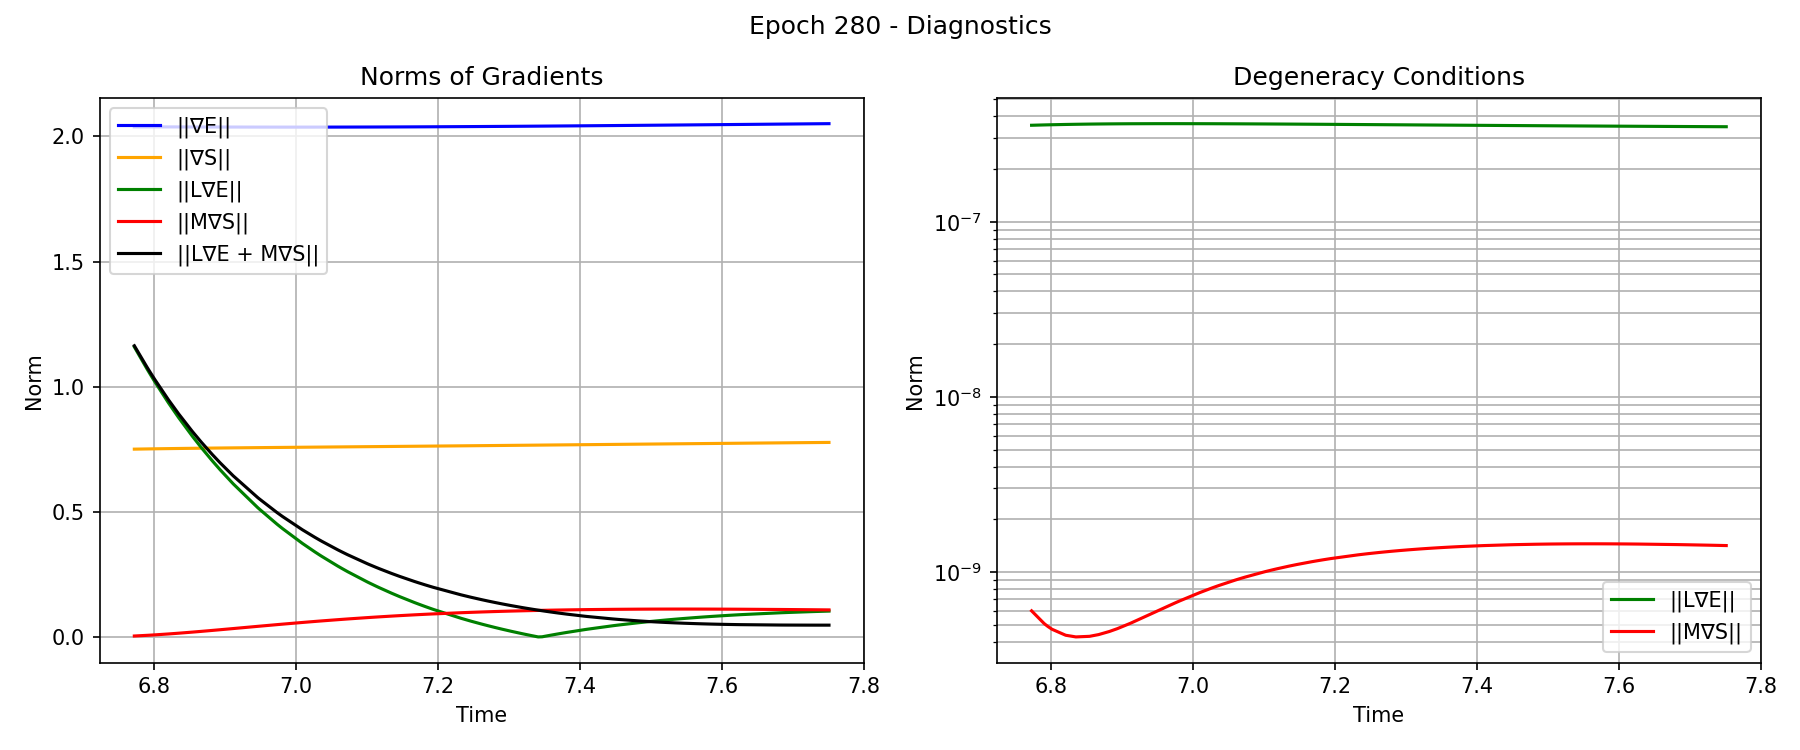 Epoch 280 - Diagnostics
Norms of Gradients
||∇E||
||∇S||
||L∇E||
||M∇S||
||L∇E + M∇S||
Norm
2.0
1.5
1.0
0.5
0.0
6.8 7.0 7.2 7.4 7.6 7.8
Time
Degeneracy Conditions
Norm
10⁻⁷
10⁻⁸
10⁻⁹
||L∇E||
||M∇S||
6.8 7.0 7.2 7.4 7.6 7.8
Time